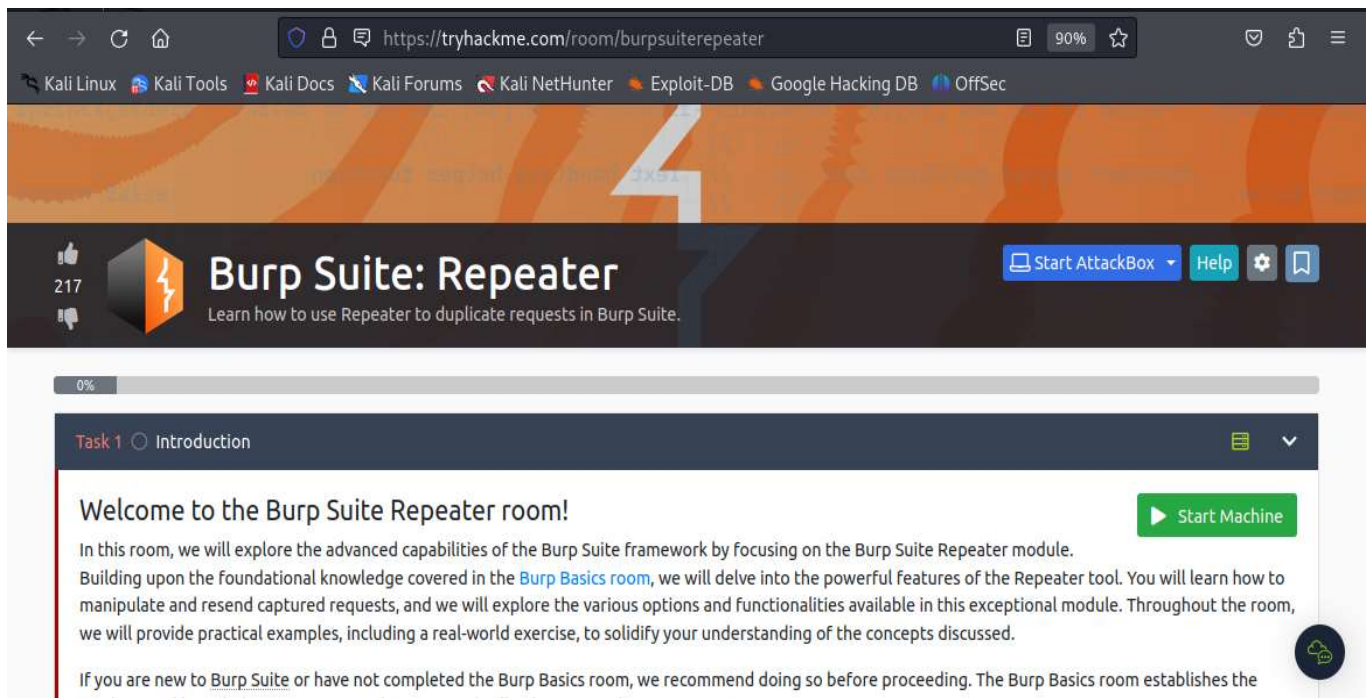 https://tryhackme.com/room/burpsuiterepeater 90%
Kali Linux Kali Tools Kali Docs Kali Forums Kali NetHunter Exploit-DB Google Hacking DB OffSec
217
Burp Suite: Repeater
Learn how to use Repeater to duplicate requests in Burp Suite.
Start AttackBox Help
0%
Task 1 Introduction
Welcome to the Burp Suite Repeater room!
Start Machine
In this room, we will explore the advanced capabilities of the Burp Suite framework by focusing on the Burp Suite Repeater module.
Building upon the foundational knowledge covered in the Burp Basics room, we will delve into the powerful features of the Repeater tool. You will learn how to
manipulate and resend captured requests, and we will explore the various options and functionalities available in this exceptional module. Throughout the room,
we will provide practical examples, including a real-world exercise, to solidify your understanding of the concepts discussed.
If you are new to Burp Suite or have not completed the Burp Basics room, we recommend doing so before proceeding. The Burp Basics room establishes the